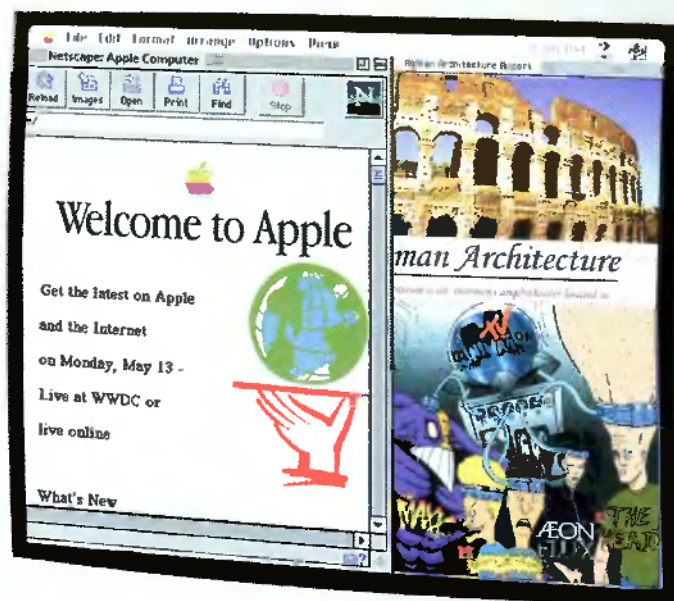 File Edit Format Arrange Options
Netscape: Apple Computer
Roman Architecture Report
Reload Images Open Print Find Stop
N
Welcome to Apple
man Architecture
Get the latest on Apple
and the Internet
on Monday, May 13 -
Live at WWDC or
live online
What's New
ÆON
FLUX
THE